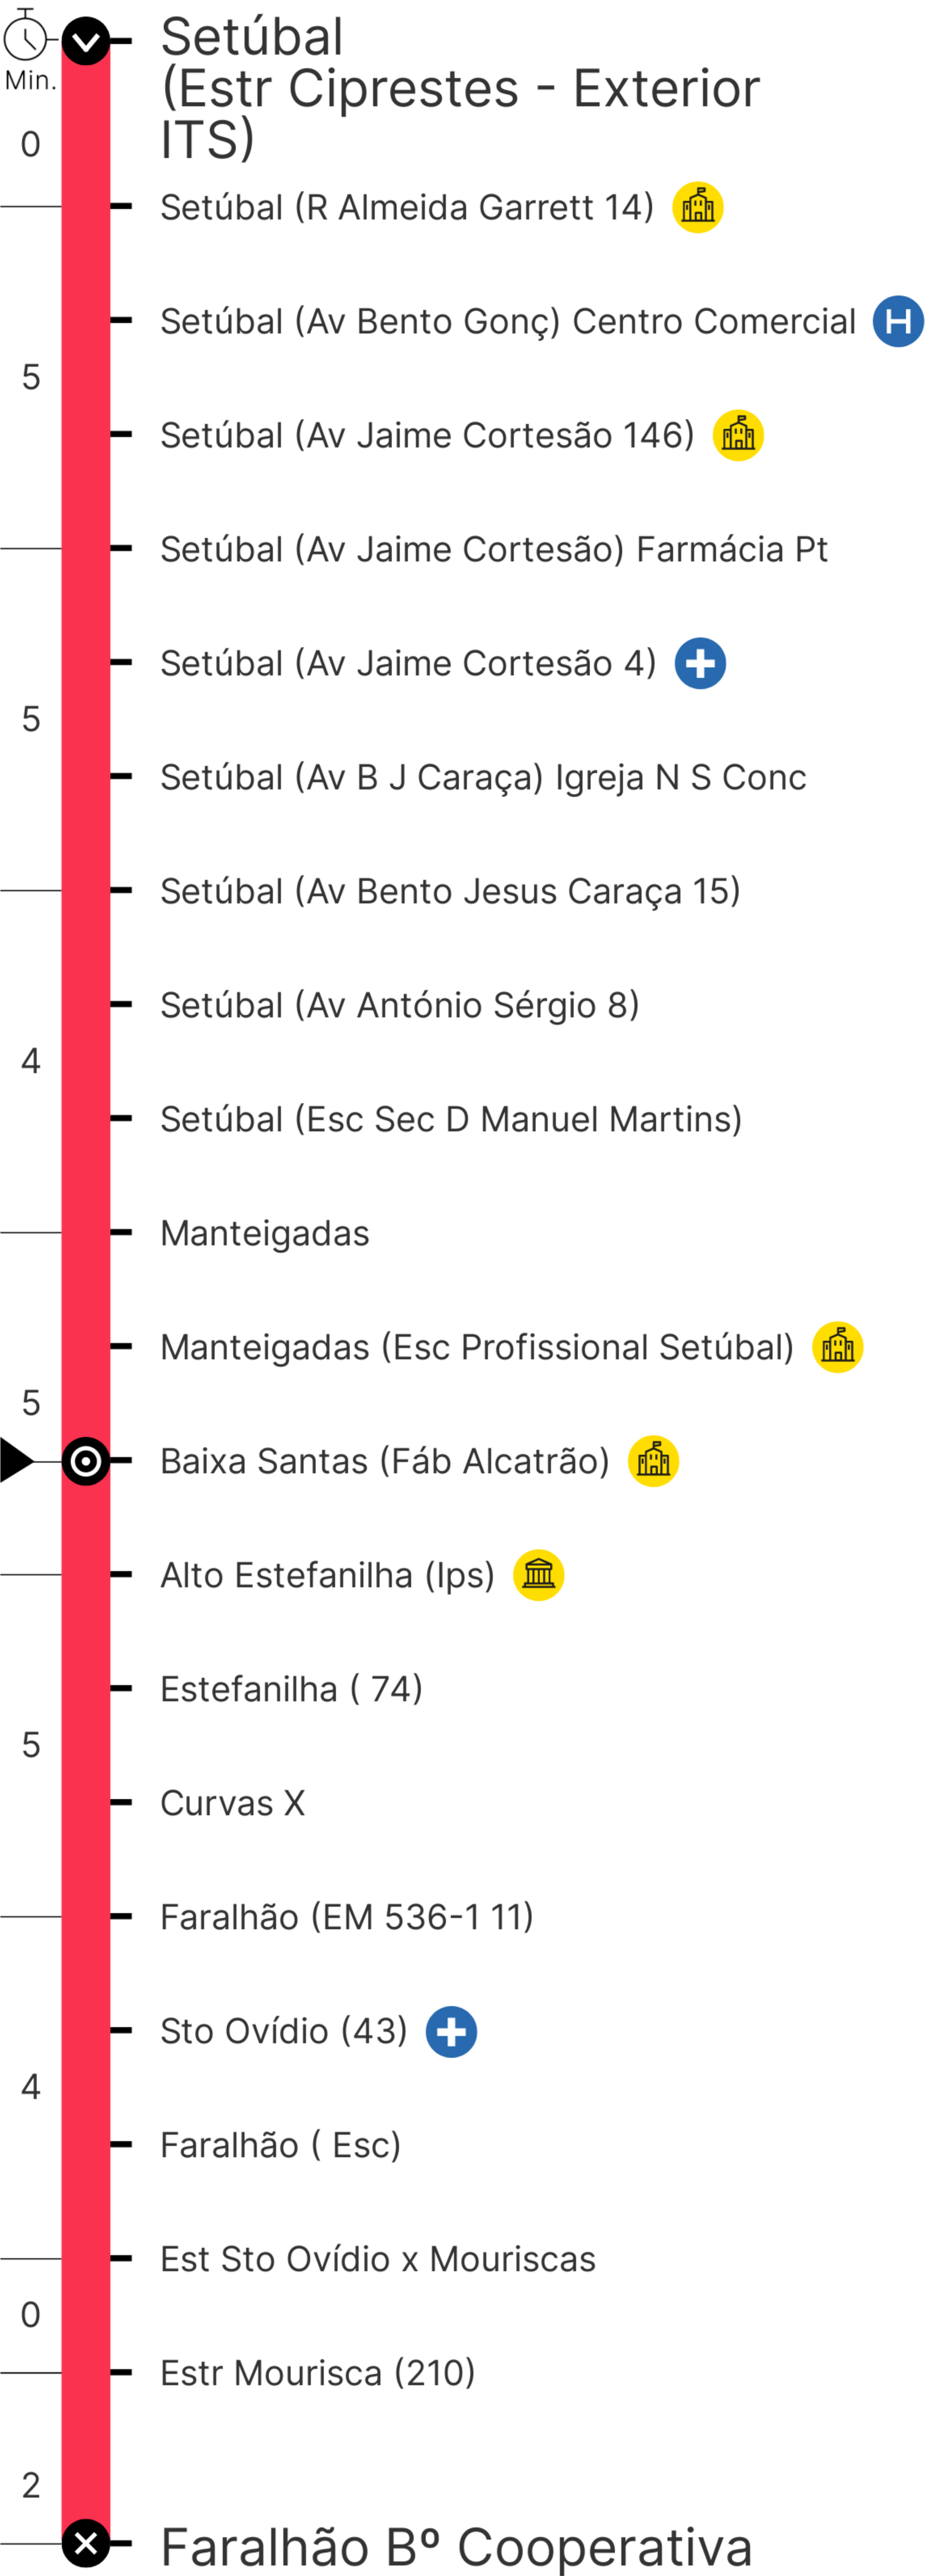 Setúbal
(Estr Ciprestes - Exterior
ITS)
Min.
0
Setúbal (R Almeida Garrett 14)
Setúbal (Av Bento Gonç) Centro Comercial H
5
Setúbal (Av Jaime Cortesão 146)
Setúbal (Av Jaime Cortesão) Farmácia Pt
Setúbal (Av Jaime Cortesão 4)
5
Setúbal (Av B J Caraça) Igreja N S Conc
Setúbal (Av Bento Jesus Caraça 15)
Setúbal (Av António Sérgio 8)
4
Setúbal (Esc Sec D Manuel Martins)
Manteigadas
Manteigadas (Esc Profissional Setúbal)
5
Baixa Santas (Fáb Alcatrão)
Alto Estefanilha (Ips)
Estefanilha ( 74)
5
Curvas X
Faralhão (EM 536-1 11)
Sto Ovídio (43)
4
Faralhão ( Esc)
Est Sto Ovídio x Mouriscas
0
Estr Mourisca (210)
2
Faralhão Bº Cooperativa